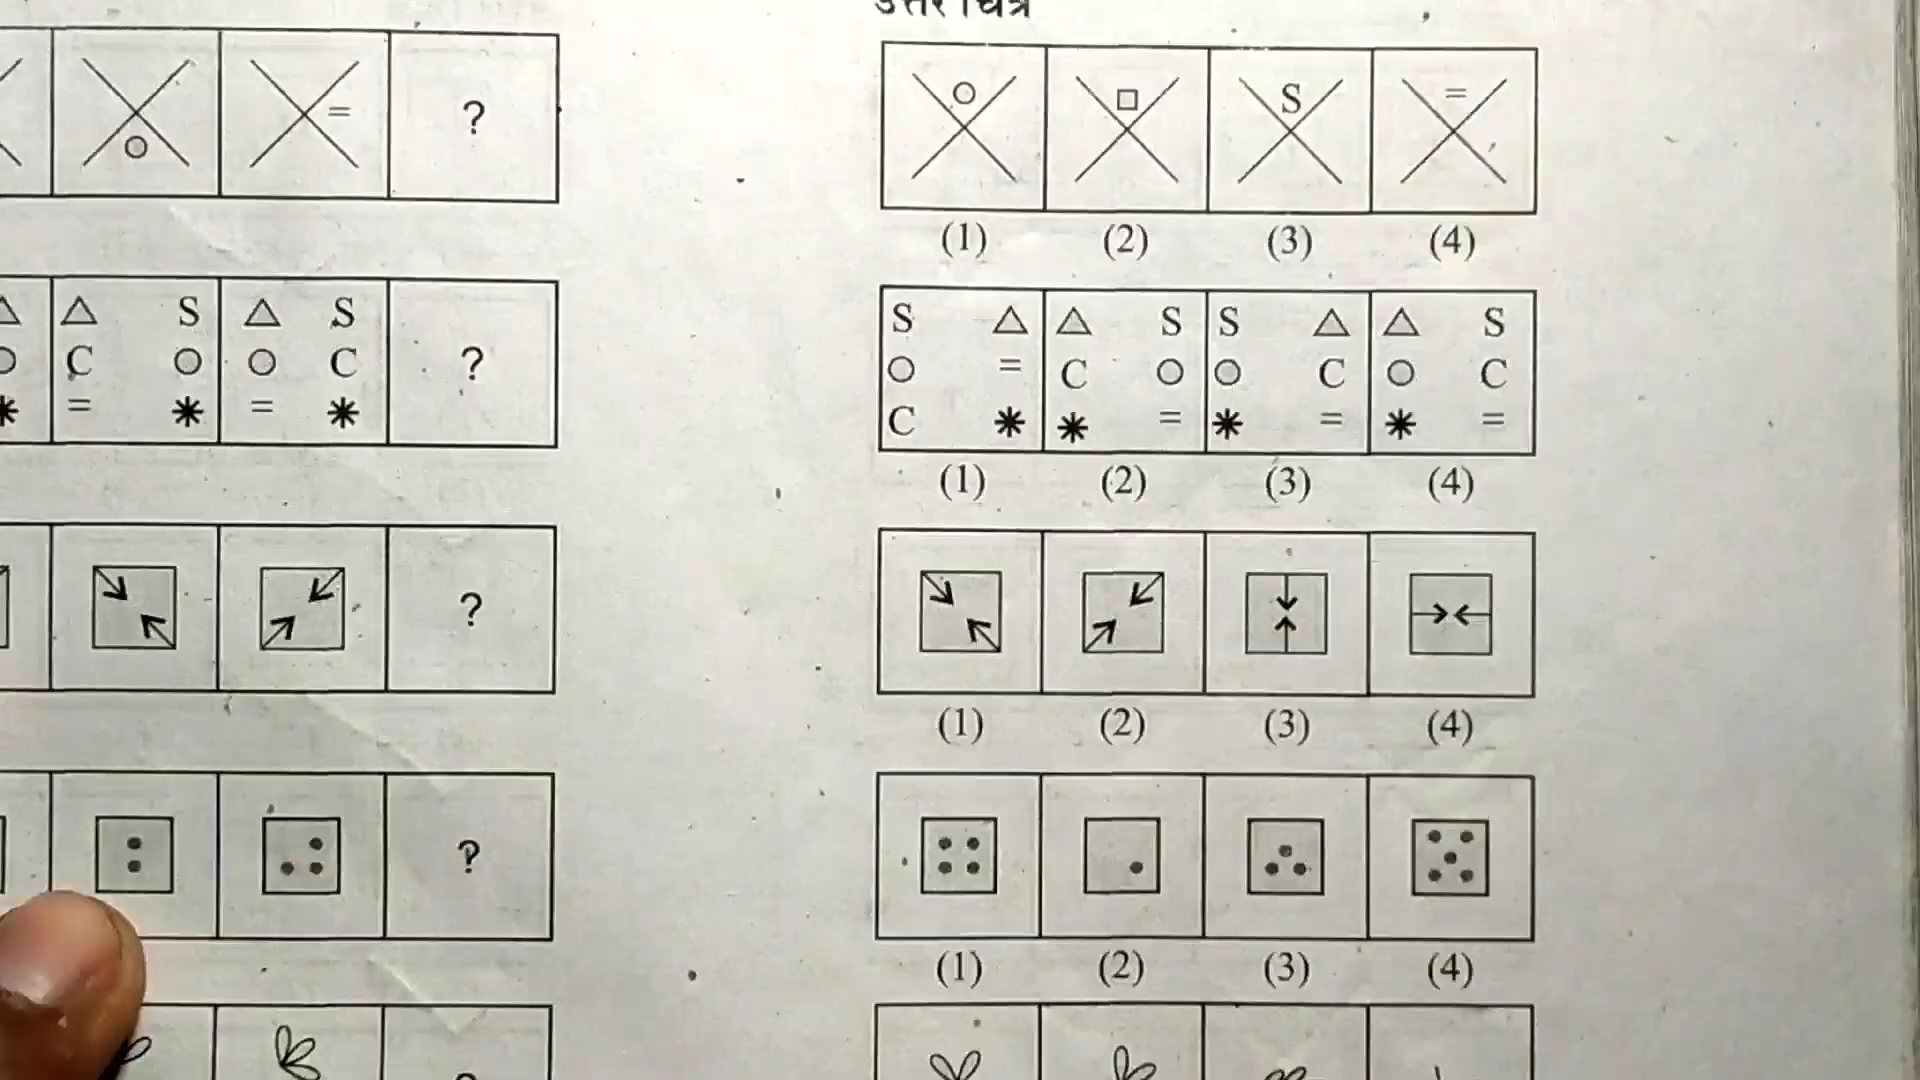 उत्तर चित्र
= ?
= S
(1) (2) (3) (4)
S S ?
C C
= =
S S S S
= C C C
C = = =
(1) (2) (3) (4)
?
(1) (2) (3) (4)
?
(1) (2) (3) (4)